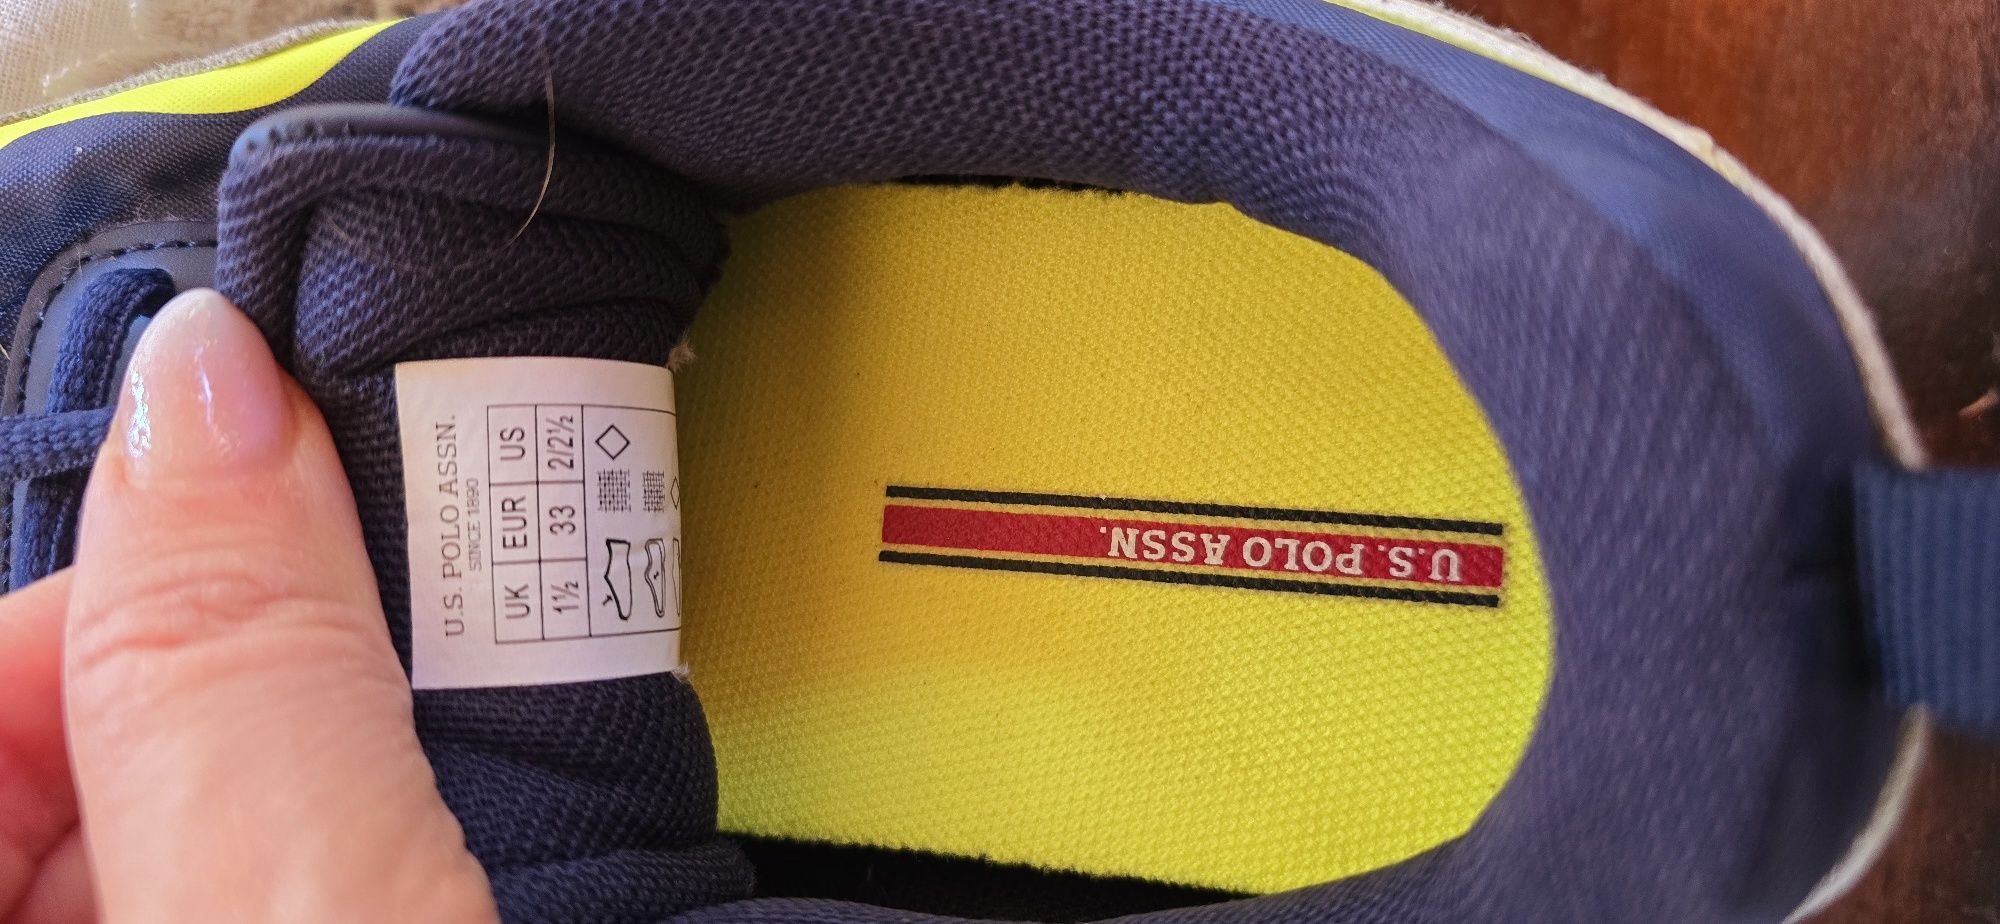 U.S. POLO ASSN.
SINCE 1890
UK EUR US
1½ 33 2/2½
U.S. POLO ASSN.